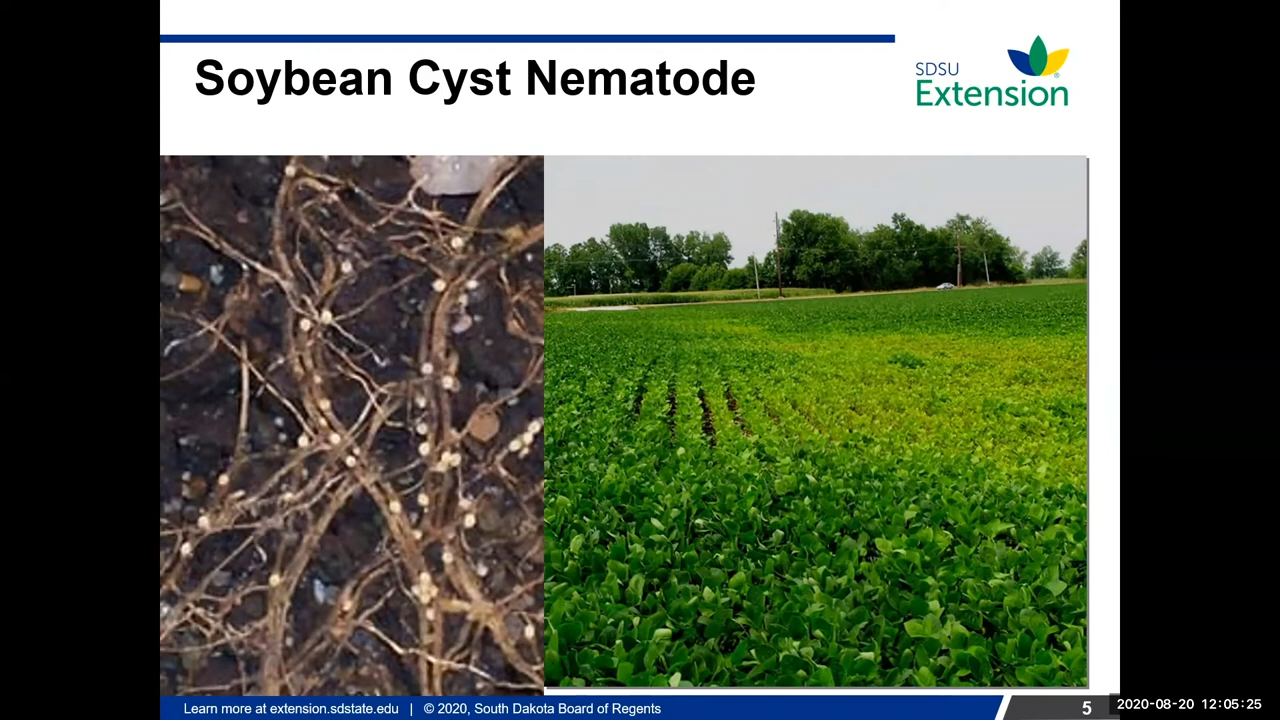 Soybean Cyst Nematode
SDSU
Extension
®
Learn more at extension.sdstate.edu | © 2020, South Dakota Board of Regents
5
2020-08-20 12:05:25